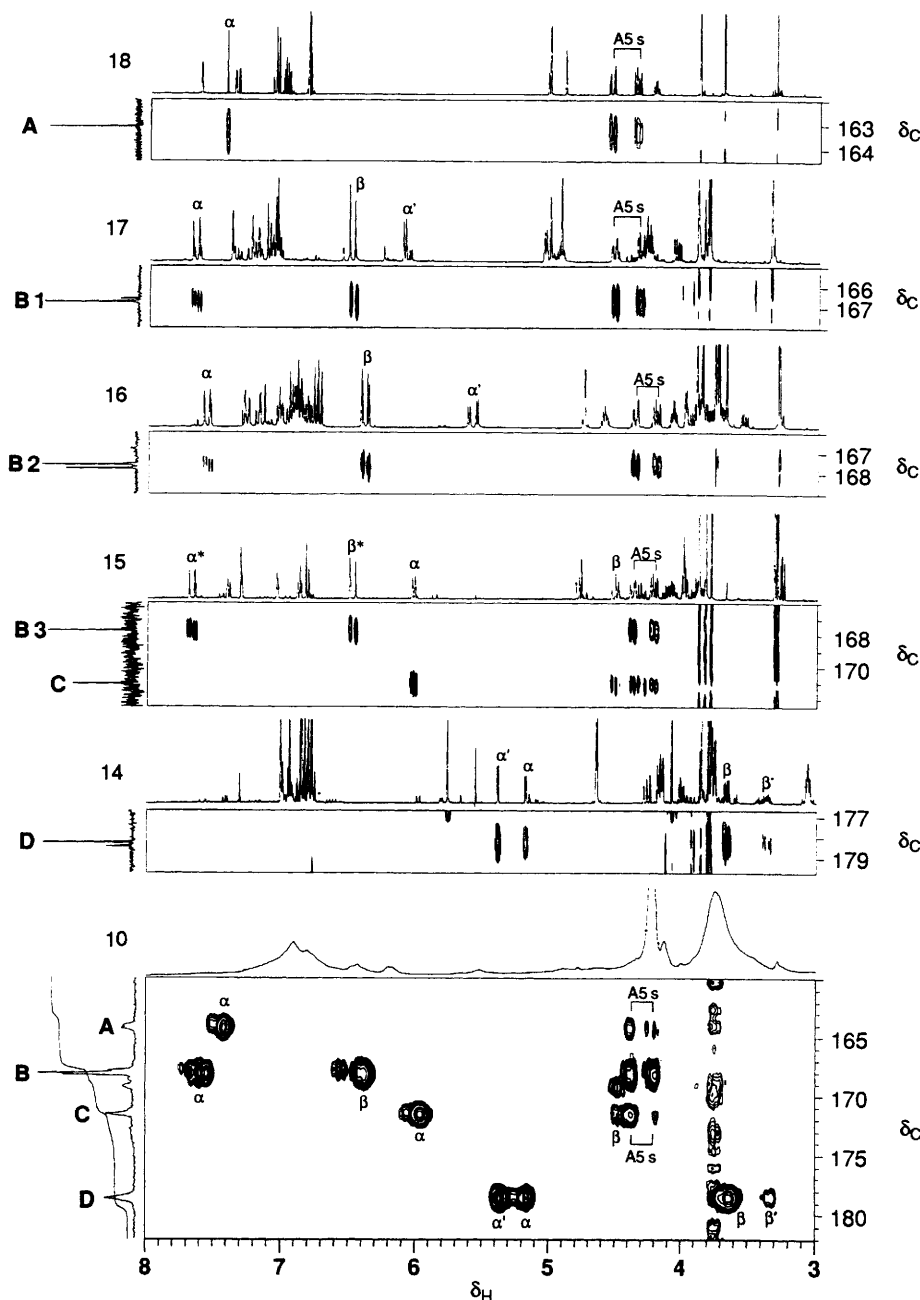 α
A5 s
18
A
163
δC
164
β
α
α'
A5 s
17
B 1
166
167
δC
β
α
α'
A5 s
16
B 2
167
168
δC
α*
β*
α
β
A5 s
15
B 3
168
C
170
δC
α'
α
β
β'
14
D
177
179
δC
10
α
A5 s
A
165
B
α
β
170
C
α
β
A5 s
δC
175
D
α'
α
β
β'
180
8
7
6
5
4
3
δH